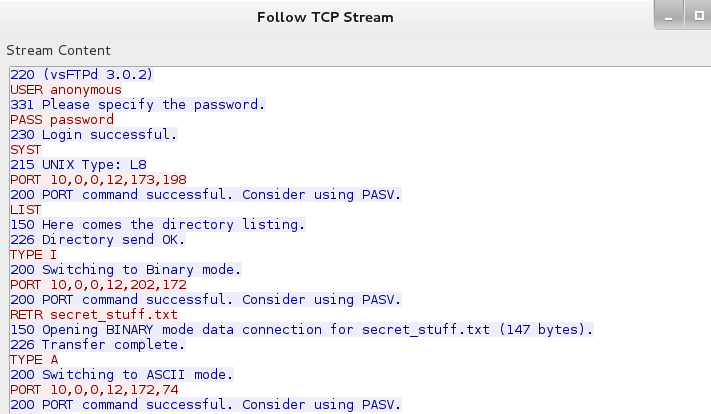 Follow TCP Stream
Stream Content
220 (vsFTPd 3.0.2)
USER anonymous
331 Please specify the password.
PASS password
230 Login successful.
SYST
215 UNIX Type: L8
PORT 10,0,0,12,173,198
200 PORT command successful. Consider using PASV.
LIST
150 Here comes the directory listing.
226 Directory send OK.
TYPE I
200 Switching to Binary mode.
PORT 10,0,0,12,202,172
200 PORT command successful. Consider using PASV.
RETR secret_stuff.txt
150 Opening BINARY mode data connection for secret_stuff.txt (147 bytes).
226 Transfer complete.
TYPE A
200 Switching to ASCII mode.
PORT 10,0,0,12,172,74
200 PORT command successful. Consider using PASV.